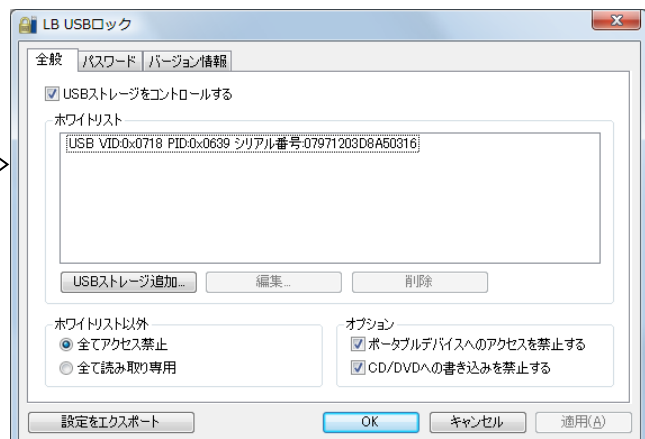 LB USBロック
全般 パスワード バージョン情報
USBストレージをコントロールする
ホワイトリスト
USB VID:0x0718 PID:0x0639 シリアル番号:07971203D8A50316
USBストレージ追加... 編集... 削除
ホワイトリスト以外
全てアクセス禁止
全て読み取り専用
オプション
ポータブルデバイスへのアクセスを禁止する
CD/DVDへの書き込みを禁止する
設定をエクスポート OK キャンセル 適用(A)